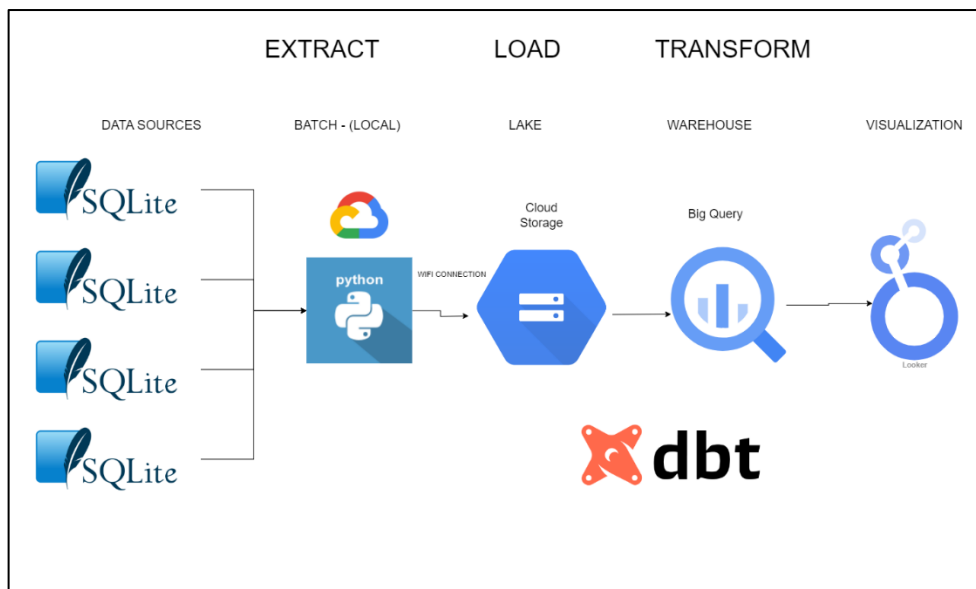 EXTRACT
LOAD
TRANSFORM
DATA SOURCES
BATCH - (LOCAL)
LAKE
WAREHOUSE
VISUALIZATION
SQLite
SQLite
SQLite
SQLite
python
WIFI CONNECTION
Cloud
Storage
Big Query
Looker
dbt